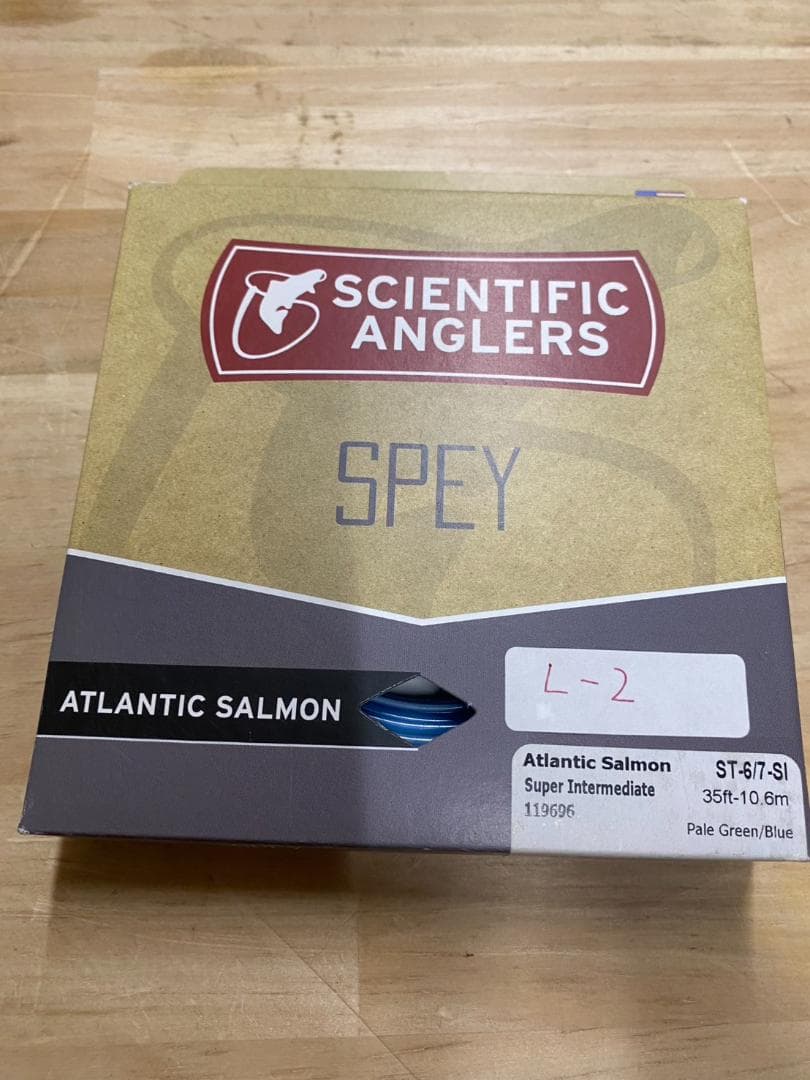 SCIENTIFIC
ANGLERS
SPEY
ATLANTIC SALMON
L-2
Atlantic Salmon ST-6/7-SI
Super Intermediate 35ft-10.6m
119696
Pale Green/Blue